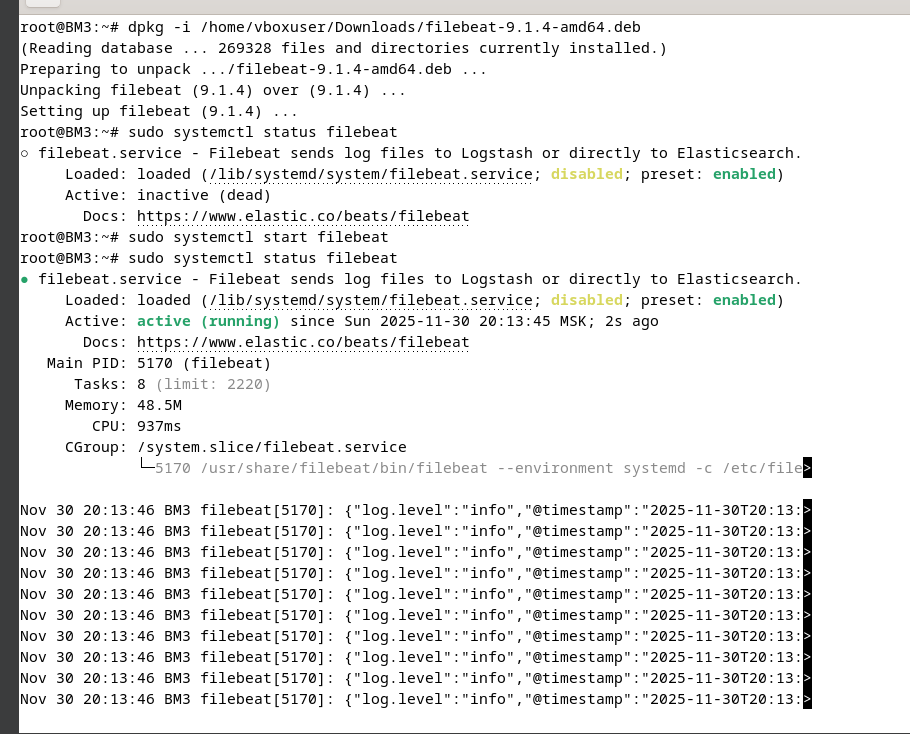 root@BM3:~# dpkg -i /home/vboxuser/Downloads/filebeat-9.1.4-amd64.deb
(Reading database ... 269328 files and directories currently installed.)
Preparing to unpack .../filebeat-9.1.4-amd64.deb ...
Unpacking filebeat (9.1.4) over (9.1.4) ...
Setting up filebeat (9.1.4) ...
root@BM3:~# sudo systemctl status filebeat
○ filebeat.service - Filebeat sends log files to Logstash or directly to Elasticsearch.
     Loaded: loaded (/lib/systemd/system/filebeat.service; disabled; preset: enabled)
     Active: inactive (dead)
       Docs: https://www.elastic.co/beats/filebeat
root@BM3:~# sudo systemctl start filebeat
root@BM3:~# sudo systemctl status filebeat
● filebeat.service - Filebeat sends log files to Logstash or directly to Elasticsearch.
     Loaded: loaded (/lib/systemd/system/filebeat.service; disabled; preset: enabled)
     Active: active (running) since Sun 2025-11-30 20:13:45 MSK; 2s ago
       Docs: https://www.elastic.co/beats/filebeat
   Main PID: 5170 (filebeat)
      Tasks: 8 (limit: 2220)
     Memory: 48.5M
        CPU: 937ms
     CGroup: /system.slice/filebeat.service
             └─5170 /usr/share/filebeat/bin/filebeat --environment systemd -c /etc/file>
Nov 30 20:13:46 BM3 filebeat[5170]: {"log.level":"info","@timestamp":"2025-11-30T20:13:>
Nov 30 20:13:46 BM3 filebeat[5170]: {"log.level":"info","@timestamp":"2025-11-30T20:13:>
Nov 30 20:13:46 BM3 filebeat[5170]: {"log.level":"info","@timestamp":"2025-11-30T20:13:>
Nov 30 20:13:46 BM3 filebeat[5170]: {"log.level":"info","@timestamp":"2025-11-30T20:13:>
Nov 30 20:13:46 BM3 filebeat[5170]: {"log.level":"info","@timestamp":"2025-11-30T20:13:>
Nov 30 20:13:46 BM3 filebeat[5170]: {"log.level":"info","@timestamp":"2025-11-30T20:13:>
Nov 30 20:13:46 BM3 filebeat[5170]: {"log.level":"info","@timestamp":"2025-11-30T20:13:>
Nov 30 20:13:46 BM3 filebeat[5170]: {"log.level":"info","@timestamp":"2025-11-30T20:13:>
Nov 30 20:13:46 BM3 filebeat[5170]: {"log.level":"info","@timestamp":"2025-11-30T20:13:>
Nov 30 20:13:46 BM3 filebeat[5170]: {"log.level":"info","@timestamp":"2025-11-30T20:13:>